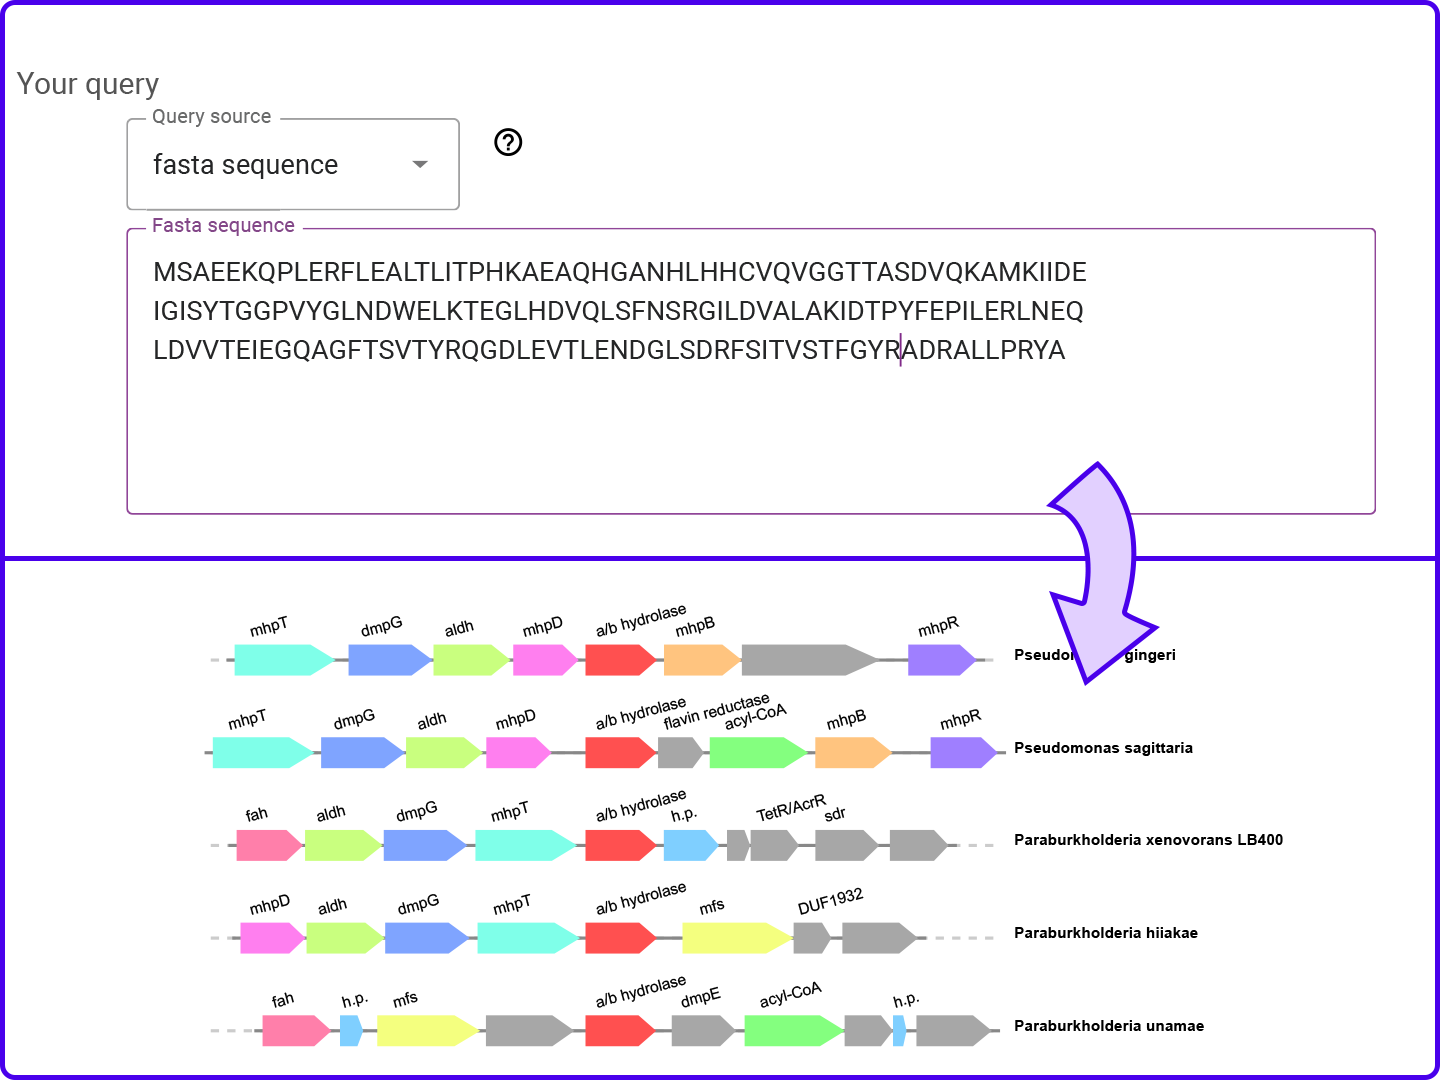 Your query
Query source
fasta sequence
Fasta sequence
MSAEEKQPLERFLEALTLITPHKAEAQHGANHLHHCVQVGGTTASDVQKAMKIIDE
IGISYTGGPVYGLNDWELKTEGLHDVQLSFNSRGILDVALAKIDTPYFEPILERLNEQ
LDVVTEIEGQAGFTSVTYRQGDLEVTLENDGLSDRFSITVSTFGYRADRALLPRYA
mhpT dmpG aldh mhpD a/b hydrolase mhpB mhpR
gingeri
mhpT dmpG aldh mhpD a/b hydrolase flavin reductase acyl-CoA mhpB mhpR
Pseudomonas sagittaria
fah aldh dmpG mhpT a/b hydrolase h.p. TetR/AcrR sdr
Paraburkholderia xenovorans LB400
mhpD aldh dmpG mhpT a/b hydrolase mfs DUF1932
Paraburkholderia hiiakae
fah h.p. mfs a/b hydrolase dmpE acyl-CoA h.p.
Paraburkholderia unamae